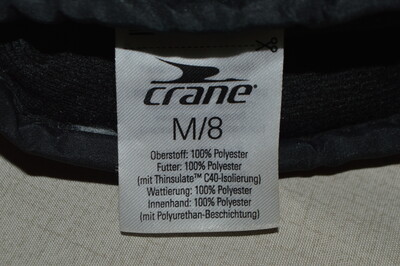 crane
M/8
Oberstoff: 100% Polyester
Futter: 100% Polyester
(mit Thinsulate™ C40-Isolierung)
Wattierung: 100% Polyester
Innenhand: 100% Polyester
(mit Polyurethan-Beschichtung)